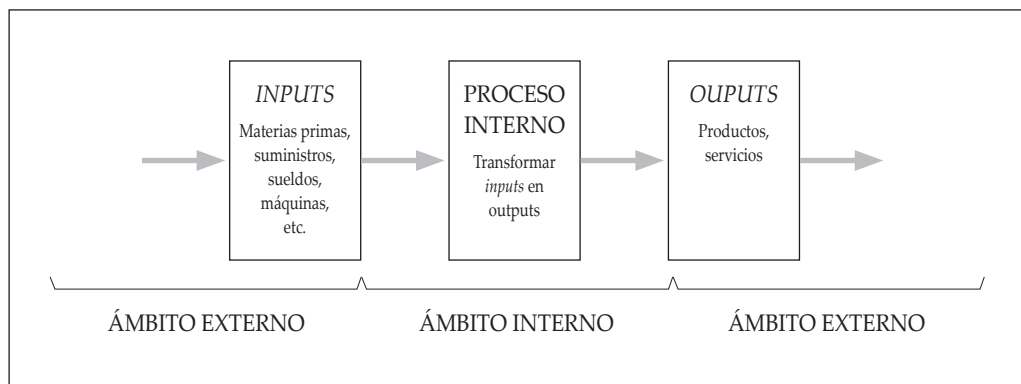 INPUTS
Materias primas,
suministros,
sueldos,
máquinas,
etc.
PROCESO
INTERNO
Transformar
inputs en
outputs
OUPUTS
Productos,
servicios
ÁMBITO EXTERNO
ÁMBITO INTERNO
ÁMBITO EXTERNO